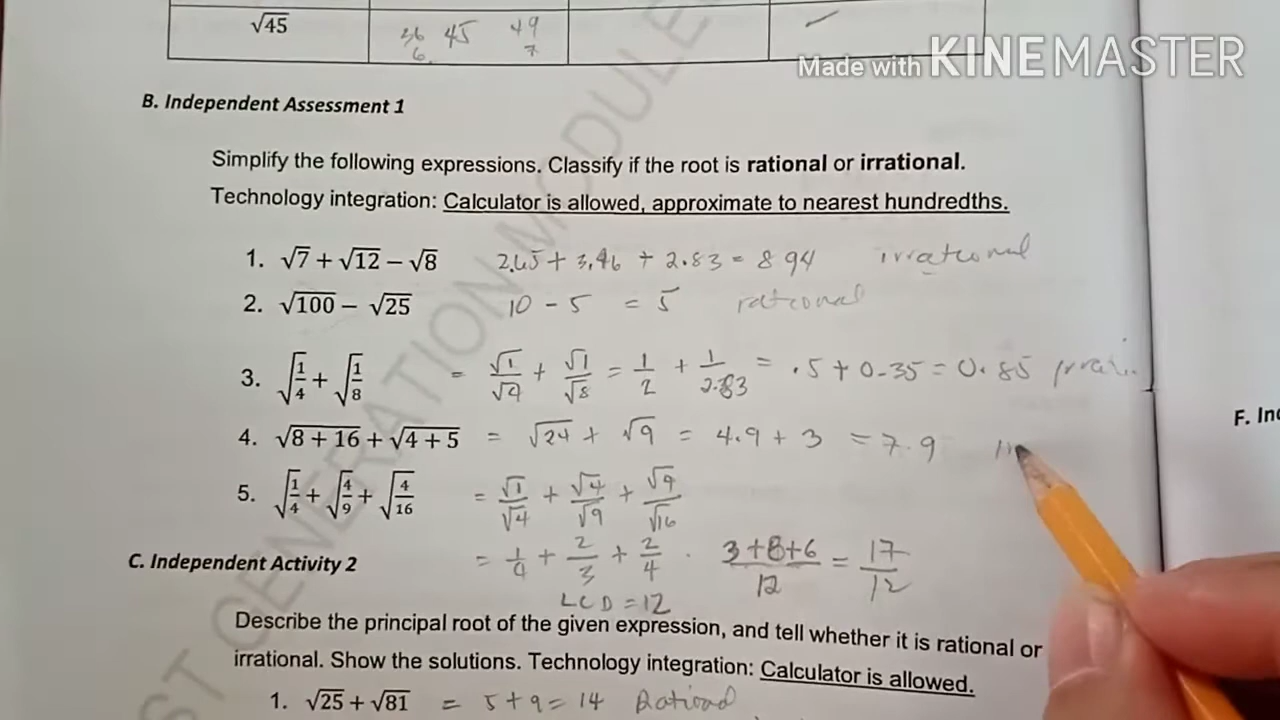 √45 36 45 49
6 7
Made with KINEMASTER
B. Independent Assessment 1
Simplify the following expressions. Classify if the root is rational or irrational.
Technology integration: Calculator is allowed, approximate to nearest hundredths.
1. √7 + √12 − √8 2.65 + 3.46 + 2.83 = 8 94 irrational
2. √100 − √25 10 - 5 = 5 rational
3. √1/4 + √1/8 = √1/√4 + √1/√8 = 1/2 + 1/2.83 = .5 + 0.35 = 0.85 irrati..
4. √8 + 16 + √4 + 5 = √24 + √9 = 4.9 + 3 = 7.9
5. √1/4 + √4/9 + √4/16 = √1/√4 + √4/√9 + √9/√16
= 1/4 + 2/3 + 2/4 . 3+8+6/12 = 17/12
LCD = 12
C. Independent Activity 2
Describe the principal root of the given expression, and tell whether it is rational or
irrational. Show the solutions. Technology integration: Calculator is allowed.
1. √25 + √81 = 5 + 9 = 14 Rational
F. Inc